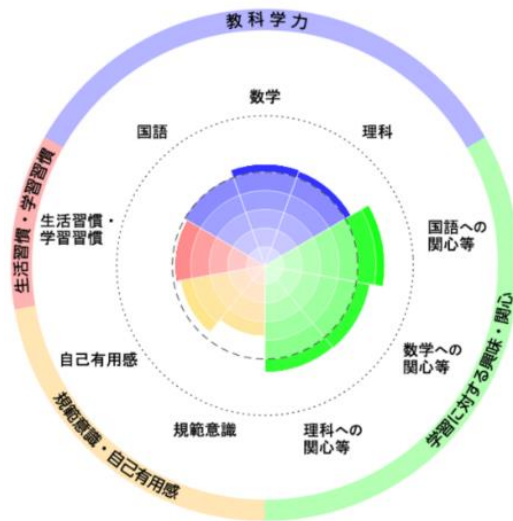 教科学力
数学
国語
理科
生活習慣・学習習慣
生活習慣・
学習習慣
国語への
関心等
自己有用感
数学への
関心等
規範意識
理科への
関心等
規範意識・自己有用感
学習に対する興味・関心